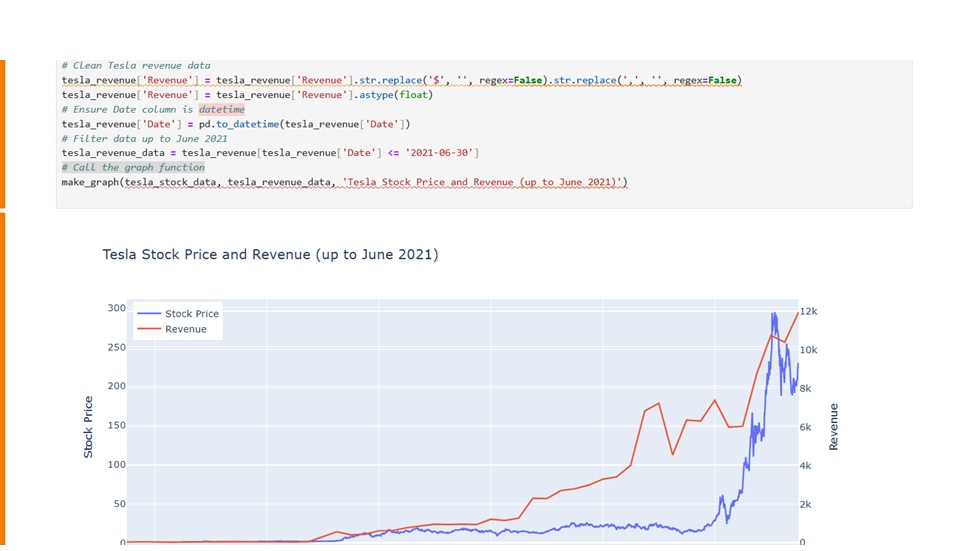 # Clean Tesla revenue data
tesla_revenue['Revenue'] = tesla_revenue['Revenue'].str.replace('$', '', regex=False).str.replace(',', '', regex=False)
tesla_revenue['Revenue'] = tesla_revenue['Revenue'].astype(float)
# Ensure Date column is datetime
tesla_revenue['Date'] = pd.to_datetime(tesla_revenue['Date'])
# Filter data up to June 2021
tesla_revenue_data = tesla_revenue[tesla_revenue['Date'] <= '2021-06-30']
# Call the graph function
make_graph(tesla_stock_data, tesla_revenue_data, 'Tesla Stock Price and Revenue (up to June 2021)')
Tesla Stock Price and Revenue (up to June 2021)
Stock Price
Revenue
300
250
200
150
100
50
0
Stock Price
12k
10k
8k
6k
4k
2k
0
Revenue